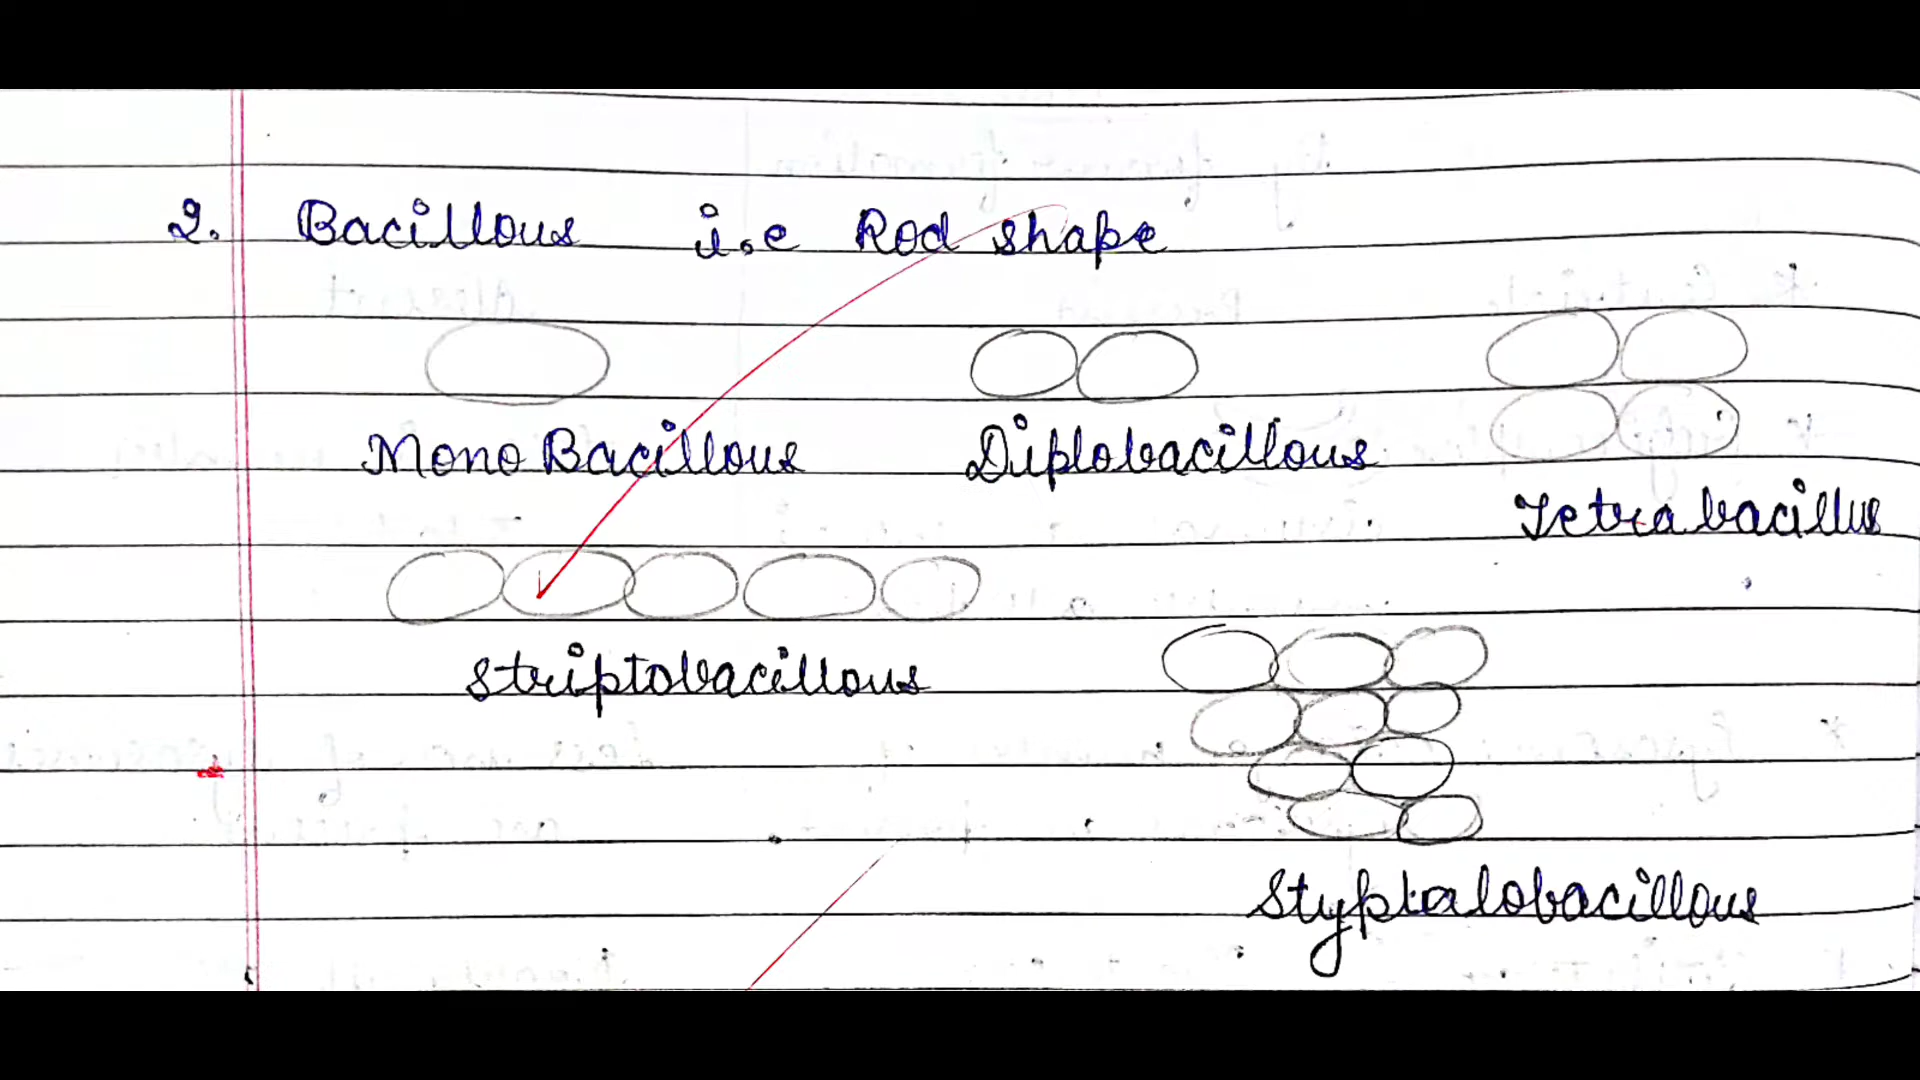 2. Bacillous i.e Rod shape
Mono Bacillous Diplobacillous
Tetrabacillus
Striptobacillous
Styptalobacillous